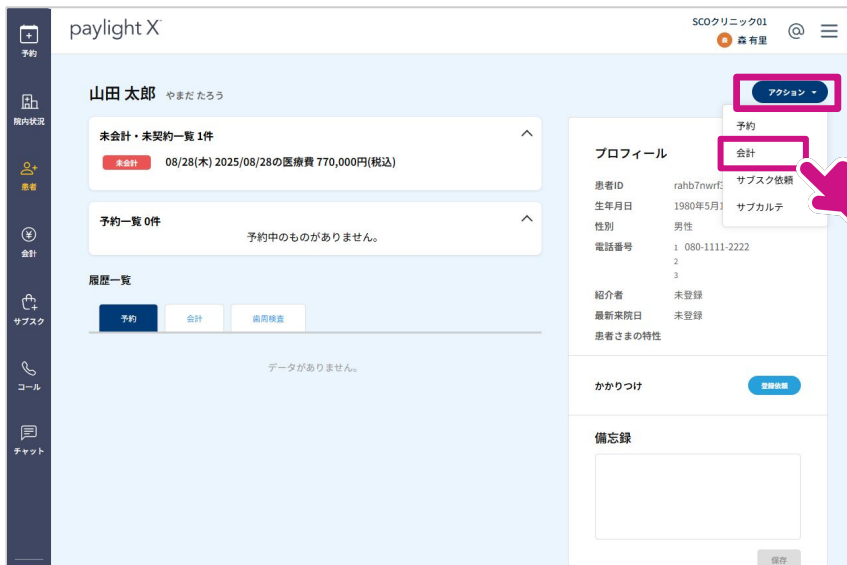 paylight X
SCOクリニック01
森
森 有里
予約
院内状況
患者
会計
サブスク
コール
チャット
山田 太郎 やまだ たろう
アクション
予約
会計
サブスク依頼
サブカルテ
未会計・未契約一覧 1件
未会計 08/28(木) 2025/08/28の医療費 770,000円(税込)
予約一覧 0件
予約中のものがありません。
履歴一覧
予約 会計 歯周検査
データがありません。
プロフィール
患者ID rahb7nwrf
生年月日 1980年5月
性別 男性
電話番号 1 080-1111-2222
2
3
紹介者 未登録
最新来院日 未登録
患者さまの特性
かかりつけ 登録依頼
備忘録
保存